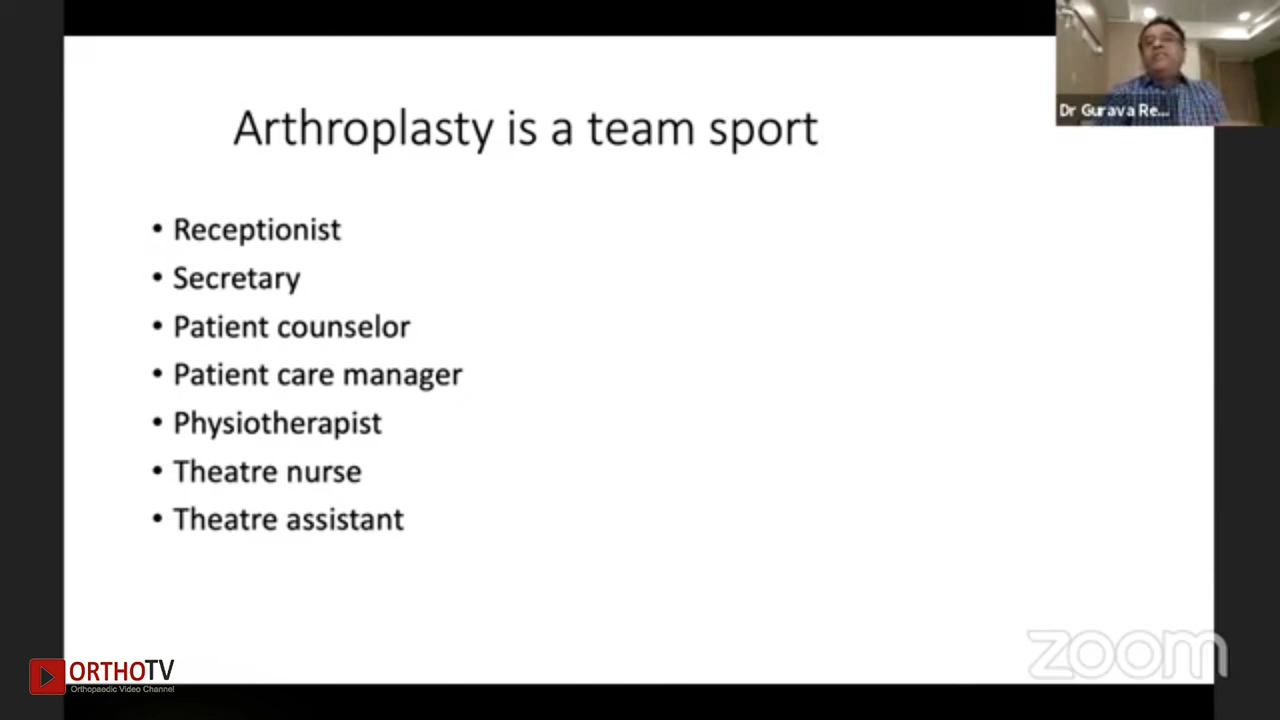 Arthroplasty is a team sport
Dr Gurava Re...
• Receptionist
• Secretary
• Patient counselor
• Patient care manager
• Physiotherapist
• Theatre nurse
• Theatre assistant
zoom
ORTHOTV
Orthopaedic Video Channel